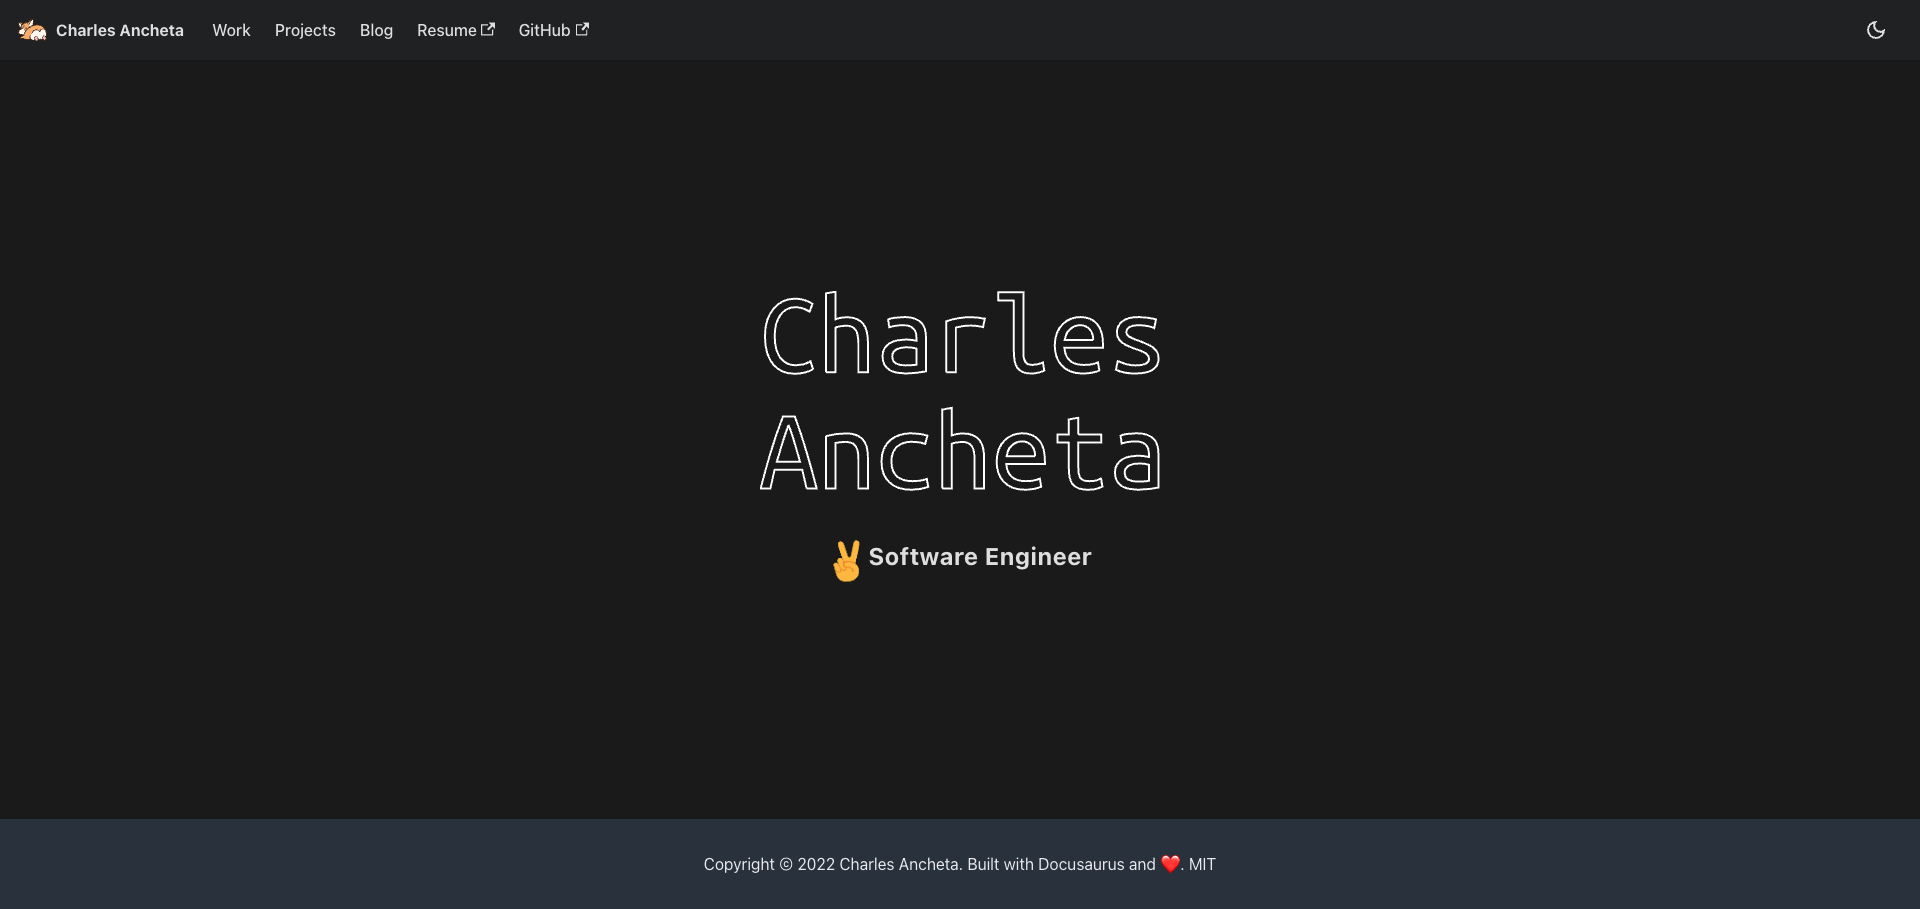 Charles Ancheta Work Projects Blog Resume GitHub
Charles
Ancheta
✌️Software Engineer
Copyright © 2022 Charles Ancheta. Built with Docusaurus and ❤️. MIT